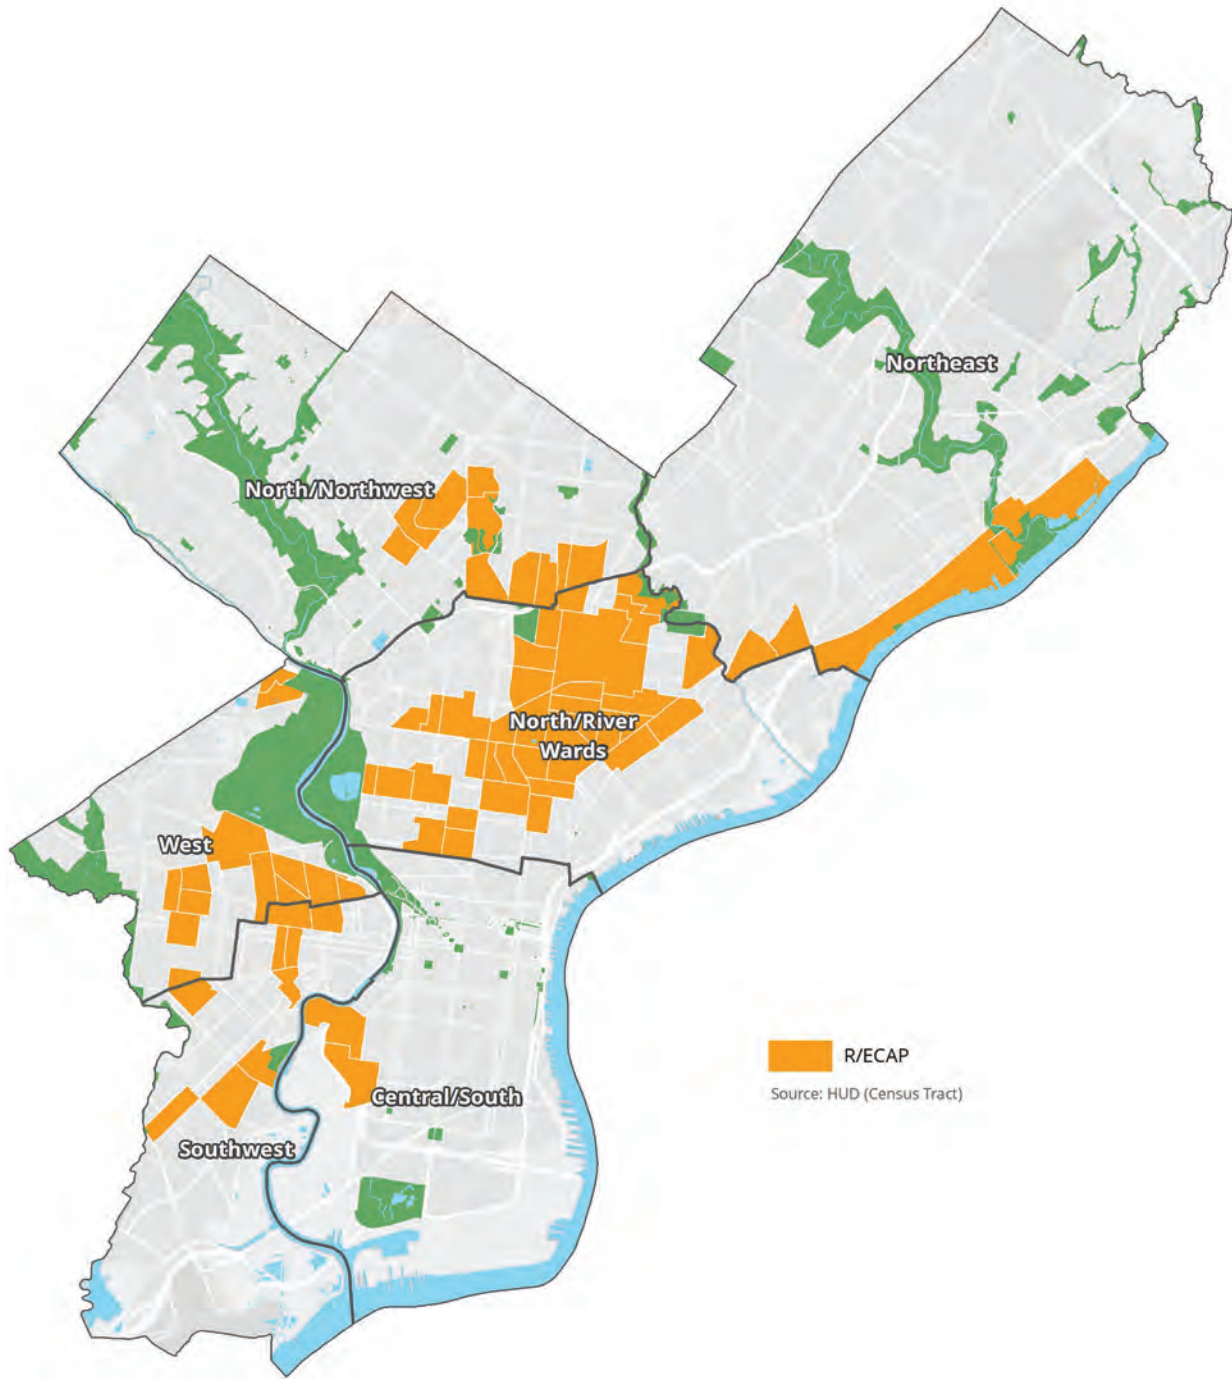 Northeast
North/Northwest
North/River
Wards
West
R/ECAP
Source: HUD (Census Tract)
Central/South
Southwest